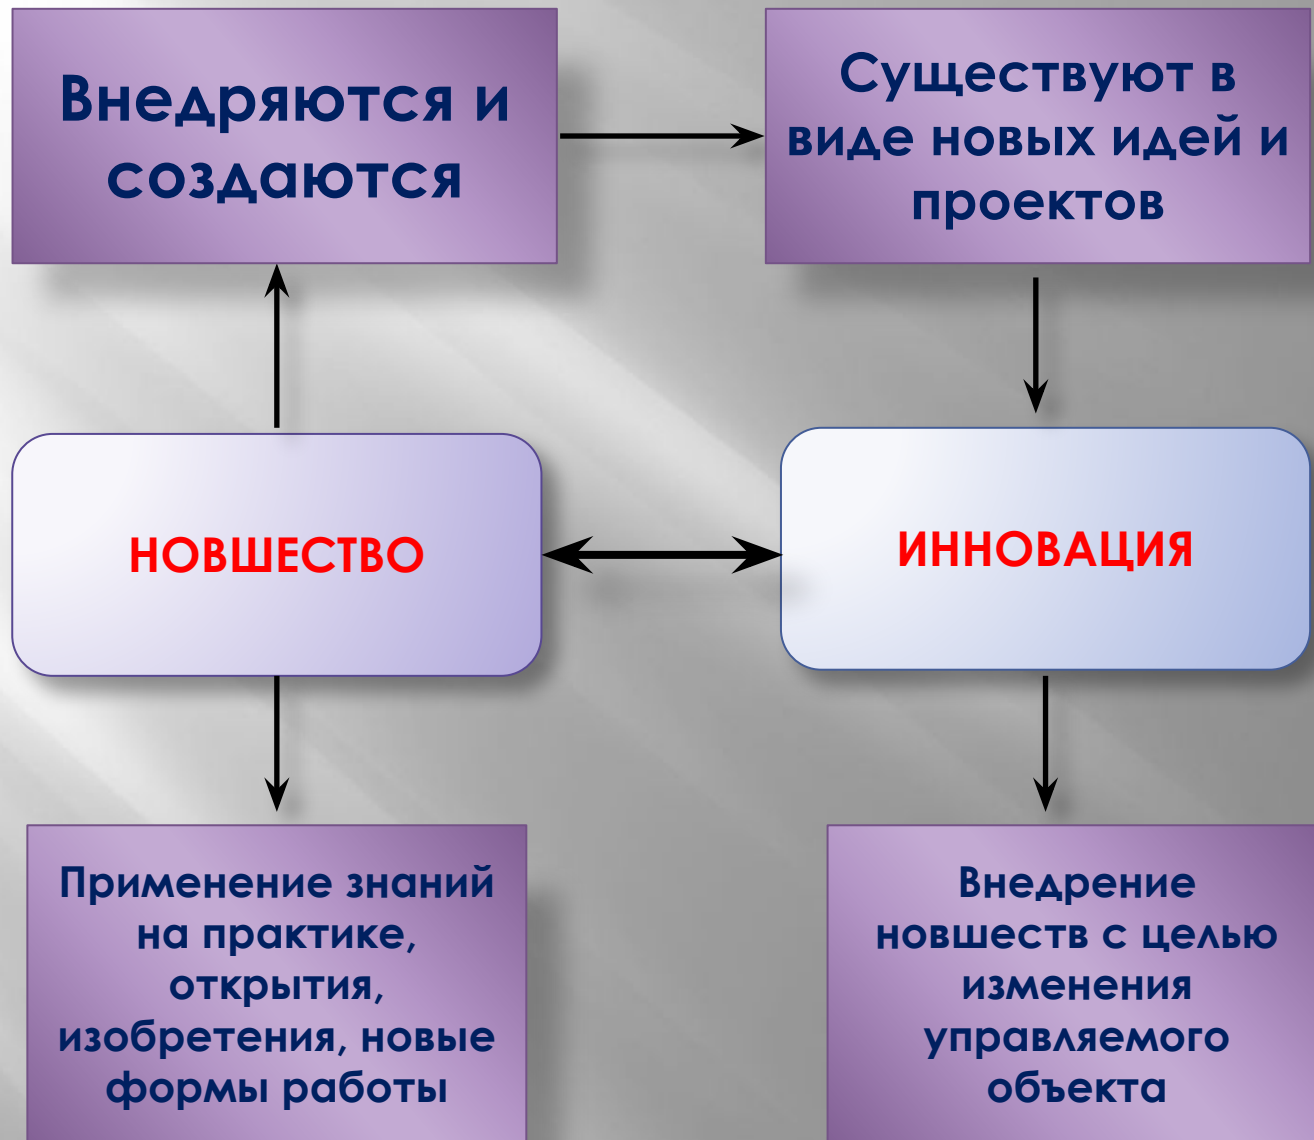 Внедряются и
создаются
Существуют в
виде новых идей и
проектов
НОВШЕСТВО
ИННОВАЦИЯ
Применение знаний
на практике,
открытия,
изобретения, новые
формы работы
Внедрение
новшеств с целью
изменения
управляемого
объекта